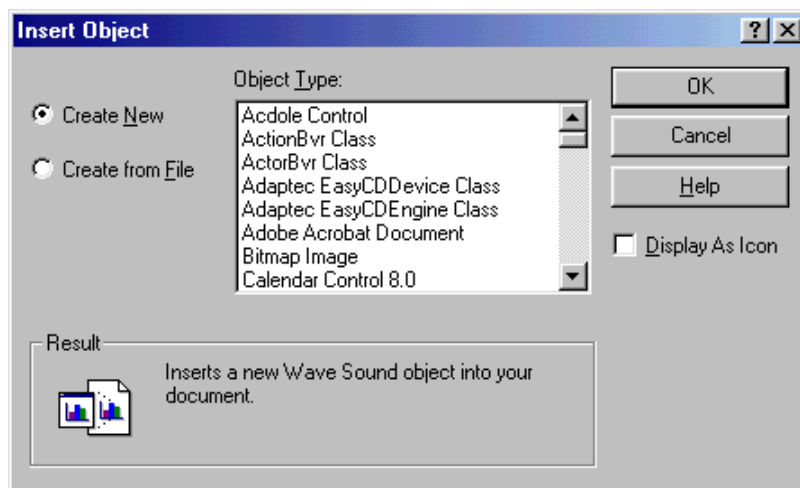 Insert Object
Object Type:
Create New
Create from File
Acdole Control
ActionBvr Class
ActorBvr Class
Adaptec EasyCDDevice Class
Adaptec EasyCDEngine Class
Adobe Acrobat Document
Bitmap Image
Calendar Control 8.0
OK
Cancel
Help
Display As Icon
Result
Inserts a new Wave Sound object into your
document.